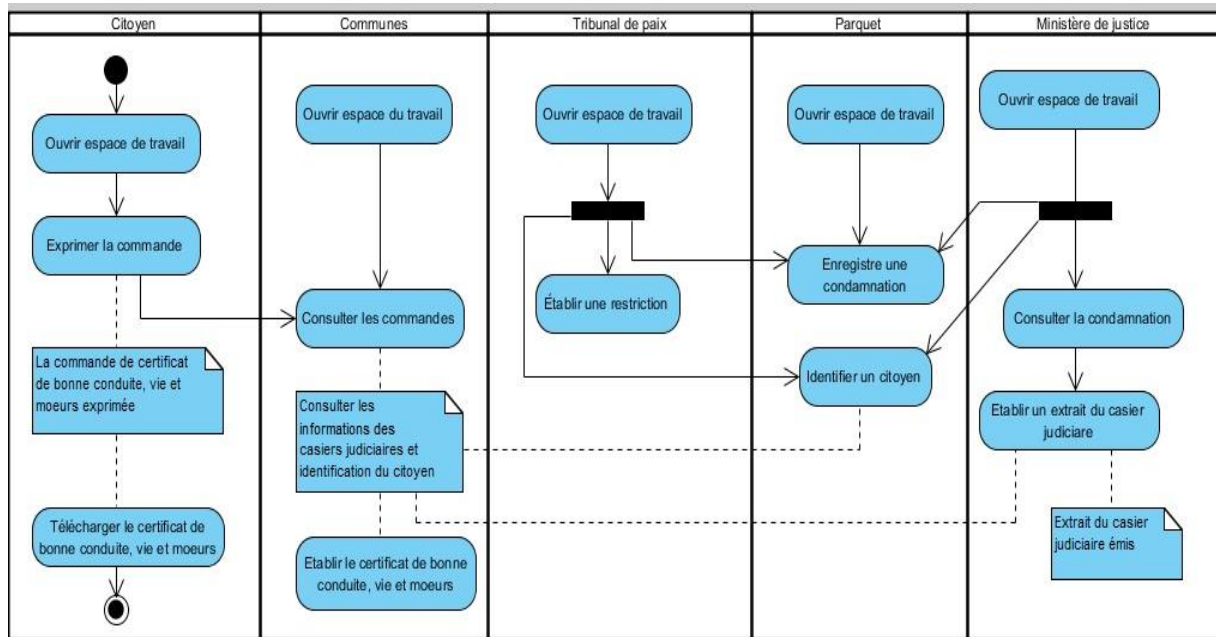 Citoyen
Communes
Tribunal de paix
Parquet
Ministère de justice
Ouvrir espace de travail
Exprimer la commande
La commande de certificat
de bonne conduite, vie et
moeurs exprimée
Télécharger le certificat de
bonne conduite, vie et moeurs
Ouvrir espace du travail
Consulter les commandes
Consulter les
informations des
casiers judiciaires et
identification du citoyen
Etablir le certificat de bonne
conduite, vie et moeurs
Ouvrir espace de travail
Établir une restriction
Ouvrir espace de travail
Enregistre une
condamnation
Identifier un citoyen
Ouvrir espace de travail
Consulter la condamnation
Etablir un extrait du casier
judiciare
Extrait du casier
judiciaire émis